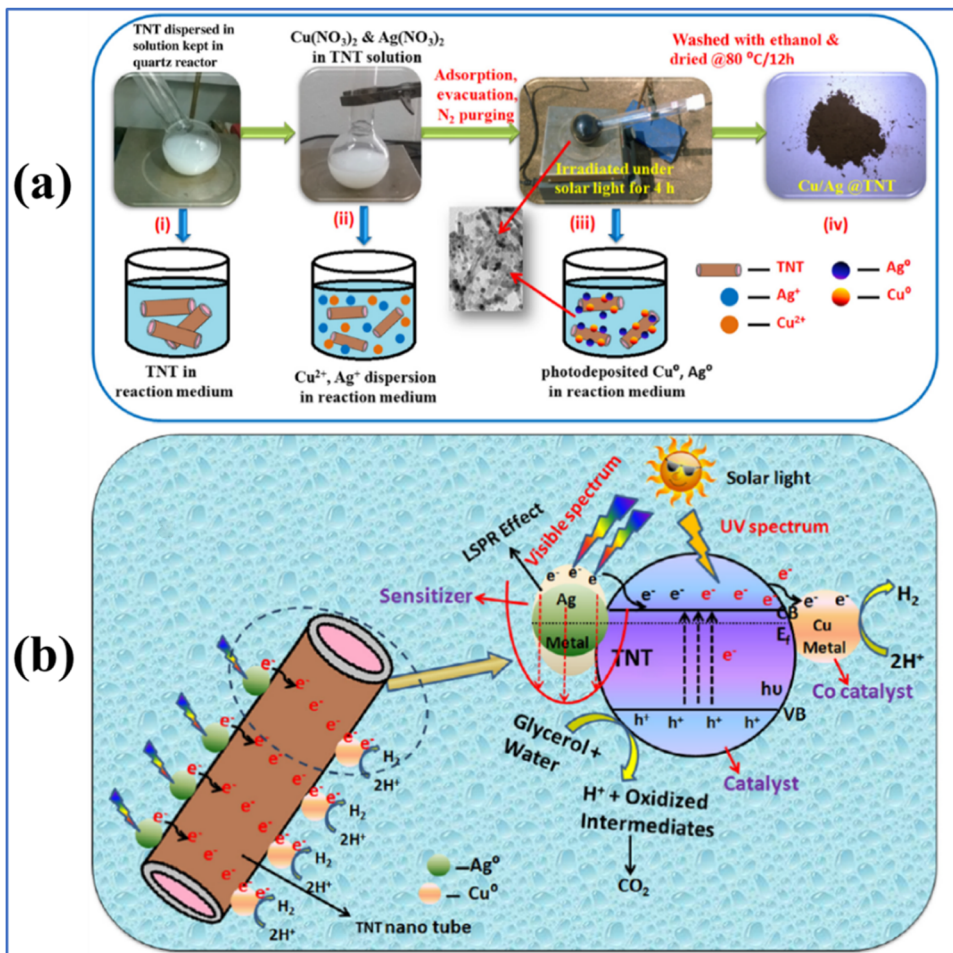 (a)
TNT dispersed in
solution kept in
quartz reactor
Cu(NO₃)₂ & Ag(NO₃)₂
in TNT solution
Adsorption,
evacuation,
N₂ purging
Washed with ethanol &
dried @80 ⁰C/12h
Irradiated under
solar light for 4 h
Cu/Ag @TNT
(i)
(ii)
(iii)
(iv)
TNT in
reaction medium
Cu²⁺, Ag⁺ dispersion
in reaction medium
photodeposited Cu⁰, Ag⁰
in reaction medium
TNT
Ag⁺
Cu²⁺
Ag⁰
Cu⁰
(b)
Solar light
Visible spectrum
UV spectrum
LSPR Effect
Sensitizer
e⁻ e⁻ e⁻
Ag
Metal
e⁻ e⁻ e⁻ e⁻ e⁻
e⁻
e⁻
CB
E_f
TNT
e⁻
hυ
VB
h⁺ h⁺ h⁺ h⁺
e⁻ e⁻
Cu
Metal
H₂
2H⁺
Co catalyst
Catalyst
Glycerol +
Water
H⁺ + Oxidized
Intermediates
CO₂
e⁻ e⁻
e⁻ e⁻
e⁻ e⁻ e⁻
e⁻ e⁻ e⁻ e⁻
H₂
2H⁺
e⁻ e⁻ e⁻ e⁻
H₂
2H⁺
e⁻ e⁻ e⁻
H₂
2H⁺
e⁻ e⁻
H₂
2H⁺
Ag⁰
Cu⁰
TNT nano tube